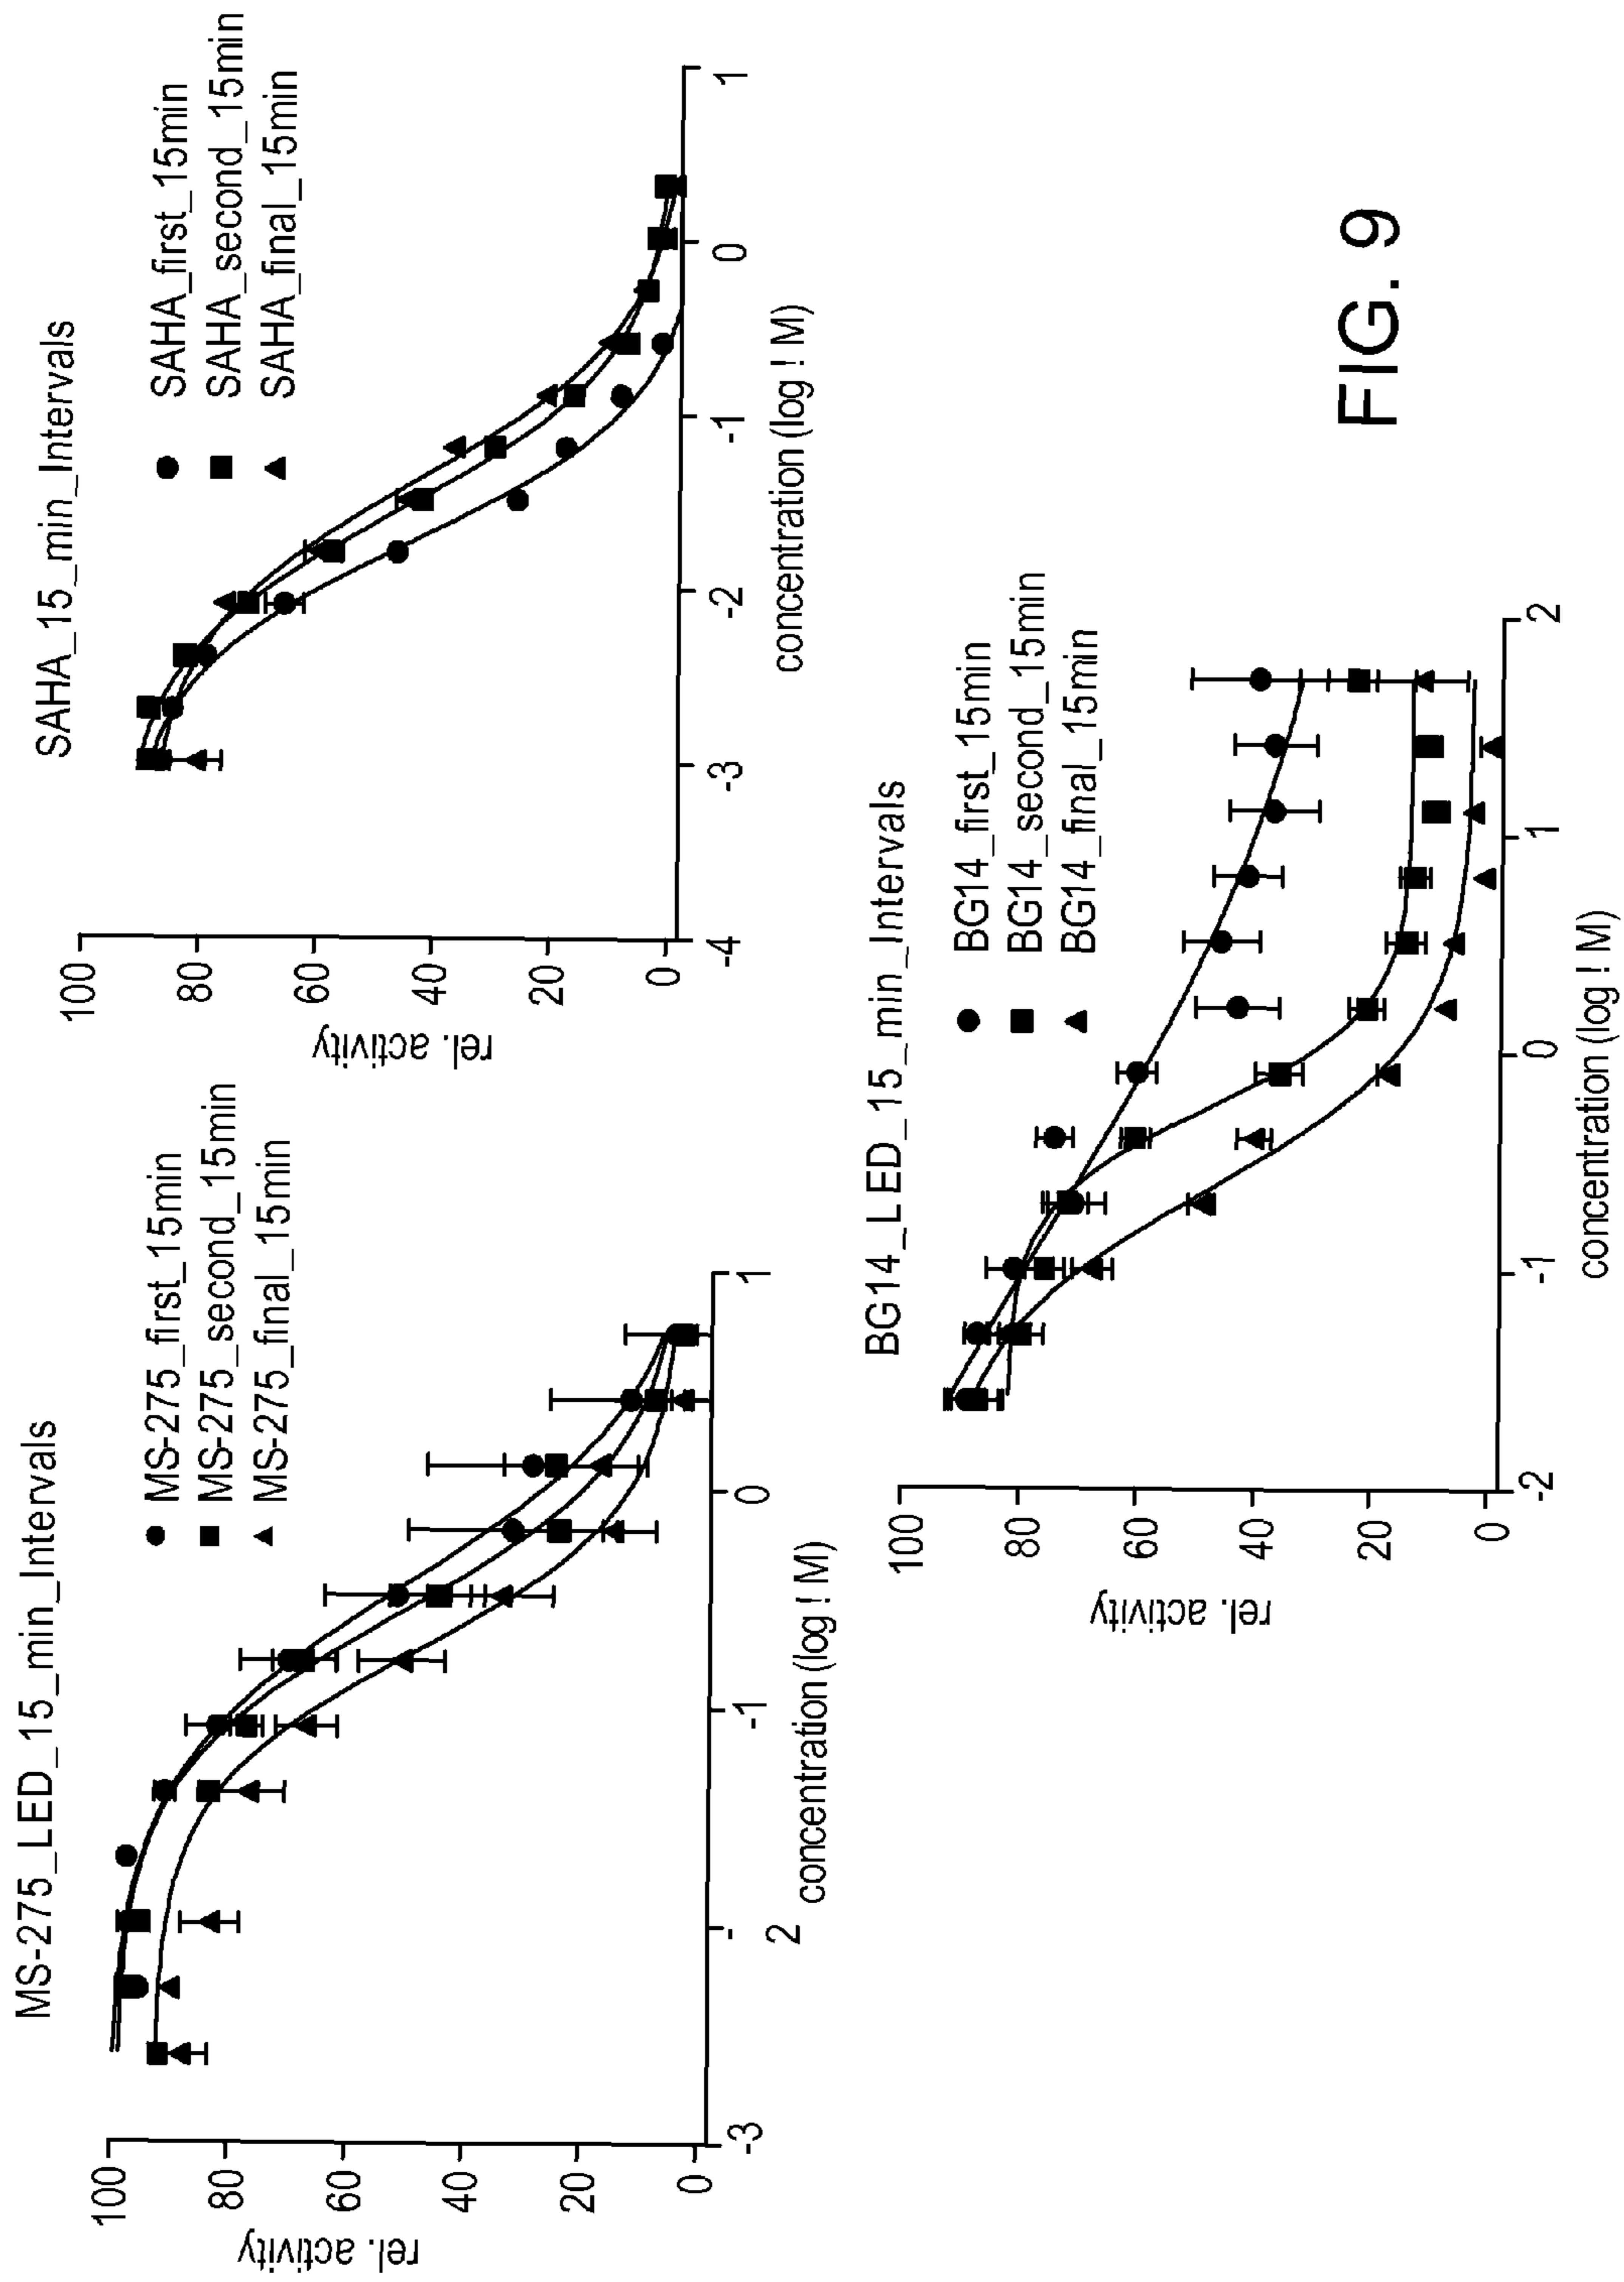 MS-275_LED_15_min_Intervals
● MS-275_first_15min
■ MS-275_second_15min
▲ MS-275_final_15min
rel. activity
100
80
60
40
20
0
-3
-2
-1
0
1
concentration (log ! M)
SAHA_15_min_Intervals
● SAHA_first_15min
■ SAHA_second_15min
▲ SAHA_final_15min
rel. activity
100
80
60
40
20
0
-4
-3
-2
-1
0
1
concentration (log ! M)
BG14_LED_15_min_Intervals
● BG14_first_15min
■ BG14_second_15min
▲ BG14_final_15min
rel. activity
100
80
60
40
20
0
-2
-1
0
1
2
concentration (log ! M)
FIG. 9